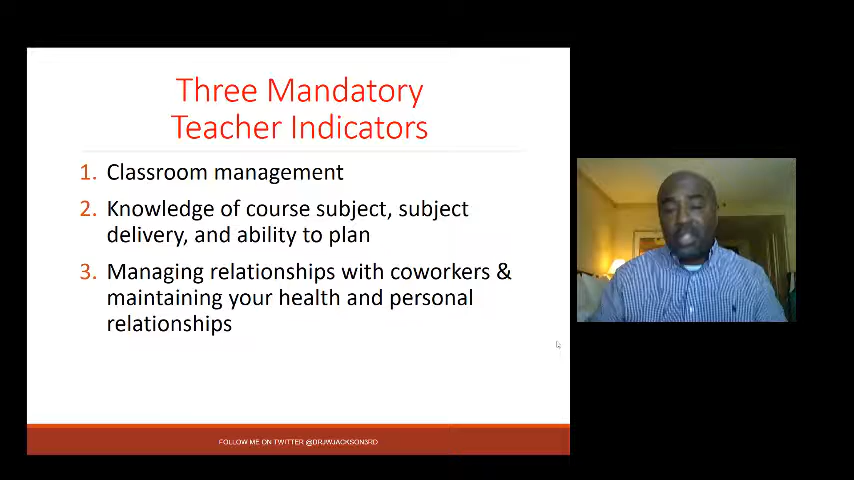 Three Mandatory
Teacher Indicators
1. Classroom management
2. Knowledge of course subject, subject
delivery, and ability to plan
3. Managing relationships with coworkers &
maintaining your health and personal
relationships
FOLLOW ME ON TWITTER @DRJWJACKSON3RD